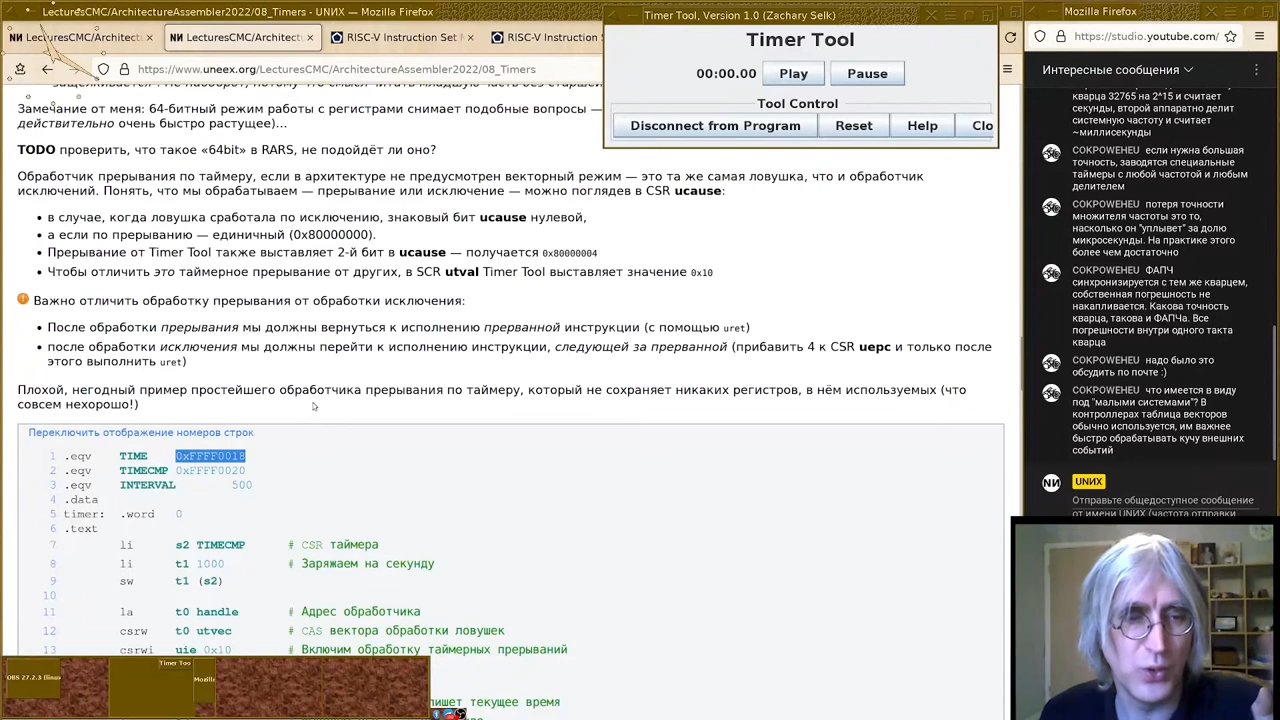 LecturesCMC/ArchitectureAssembler2022/08_Timers - UNИX — Mozilla Firefox
Timer Tool, Version 1.0 (Zachary Selk)
Mozilla Firefox
LecturesCMC/Architectu
LecturesCMC/Architectu
RISC-V Instruction Set M
RISC-V Instruction Set
https://www.uneex.org/LecturesCMC/ArchitectureAssembler2022/08_Timers
https://studio.youtube.com/
Timer Tool
00:00.00
Play
Pause
Tool Control
Disconnect from Program
Reset
Help
Clo
Замечание от меня: 64-битный режим работы с регистрами снимает подобные вопросы —
действительно очень быстро растущее)…
TODO проверить, что такое «64bit» в RARS, не подойдёт ли оно?
Обработчик прерывания по таймеру, если в архитектуре не предусмотрен векторный режим — это та же самая ловушка, что и обработчик
исключений. Понять, что мы обрабатываем — прерывание или исключение — можно поглядев в CSR ucause:
• в случае, когда ловушка сработала по исключению, знаковый бит ucause нулевой,
• а если по прерыванию — единичный (0x80000000).
• Прерывание от Timer Tool также выставляет 2-й бит в ucause — получается 0x80000004
• Чтобы отличить это таймерное прерывание от других, в SCR utval Timer Tool выставляет значение 0x10
Важно отличить обработку прерывания от обработки исключения:
• После обработки прерывания мы должны вернуться к исполнению прерванной инструкции (с помощью uret)
• после обработки исключения мы должны перейти к исполнению инструкции, следующей за прерванной (прибавить 4 к CSR uepc и только после
этого выполнить uret)
Плохой, негодный пример простейшего обработчика прерывания по таймеру, который не сохраняет никаких регистров, в нём используемых (что
совсем нехорошо!)
Переключить отображение номеров строк
1 .eqv TIME 0xFFFF0018
2 .eqv TIMECMP 0xFFFF0020
3 .eqv INTERVAL 500
4 .data
5 timer: .word 0
6 .text
7 li s2 TIMECMP # CSR таймера
8 li t1 1000 # Заряжаем на секунду
9 sw t1 (s2)
10
11 la t0 handle # Адрес обработчика
12 csrw t0 utvec # CAS вектора обработки ловушек
13 csrwi uie 0x10 # Включим обработку таймерных прерываний
пишет текущее время
Интересные сообщения
кварца 32765 на 2^15 и считает
секунды, второй аппаратно делит
системную частоту и считает
~миллисекунды
COKPOWEHEU если нужна большая
точность, заводятся специальные
таймеры с любой частотой и любым
делителем
COKPOWEHEU потеря точности
множителя частоты это то,
насколько он "уплывет" за долю
микросекунды. На практике этого
более чем достаточно
COKPOWEHEU ФАПЧ
синхронизируется с тем же кварцем,
собственная погрешность не
накапливается. Какова точность
кварца, такова и ФАПЧа. Все
погрешности внутри одного такта
кварца
COKPOWEHEU надо было это
обсудить по почте :)
COKPOWEHEU что имеется в виду
под "малыми системами"? В
контроллерах таблица векторов
обычно используется, им важнее
быстро обрабатывать кучу внешних
событий
UNИX
Отправьте общедоступное сообщение
от имени UNИX (частота отправки
OBS 27.2.3 (linux
Timer Too
Mozilla